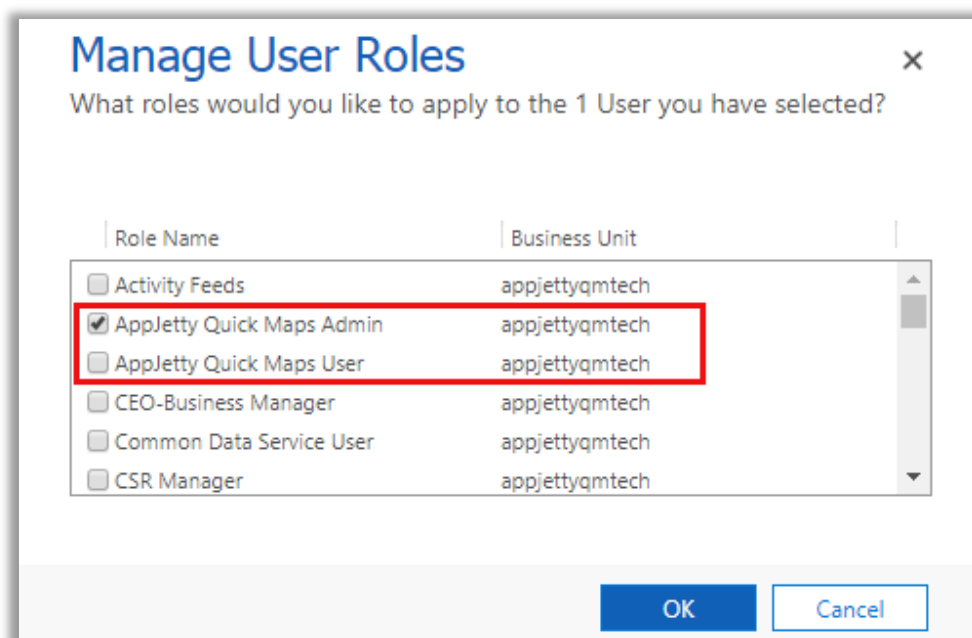 Manage User Roles
What roles would you like to apply to the 1 User you have selected?
Role Name Business Unit
Activity Feeds appjettyqmtech
AppJetty Quick Maps Admin appjettyqmtech
AppJetty Quick Maps User appjettyqmtech
CEO-Business Manager appjettyqmtech
Common Data Service User appjettyqmtech
CSR Manager appjettyqmtech
OK Cancel